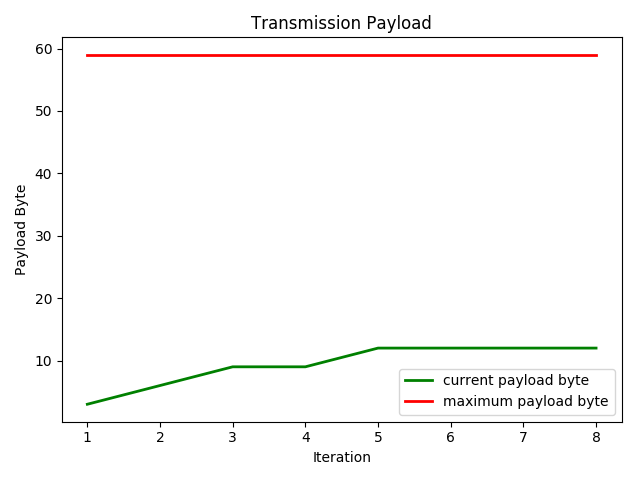 Transmission Payload
60
50
40
30
20
10
Payload Byte
current payload byte
maximum payload byte
1 2 3 4 5 6 7 8
Iteration